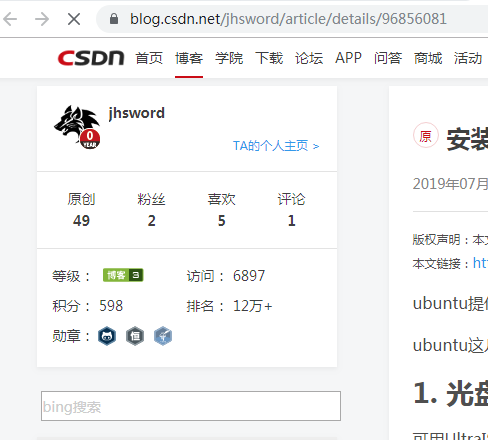 blog.csdn.net/jhsword/article/details/96856081
CSDN 首页 博客 学院 下载 论坛 APP 问答 商城 活动
jhsword
0
YEAR
TA的个人主页 >
原创 粉丝 喜欢 评论
49 2 5 1
等级： 博客 3 访问： 6897
积分： 598 排名： 12万+
勋章： 恒
bing搜索
原 安装
2019年07月
版权声明：本文
本文链接：ht
ubuntu提供
ubuntu这
1. 光盘
可用UltraIS